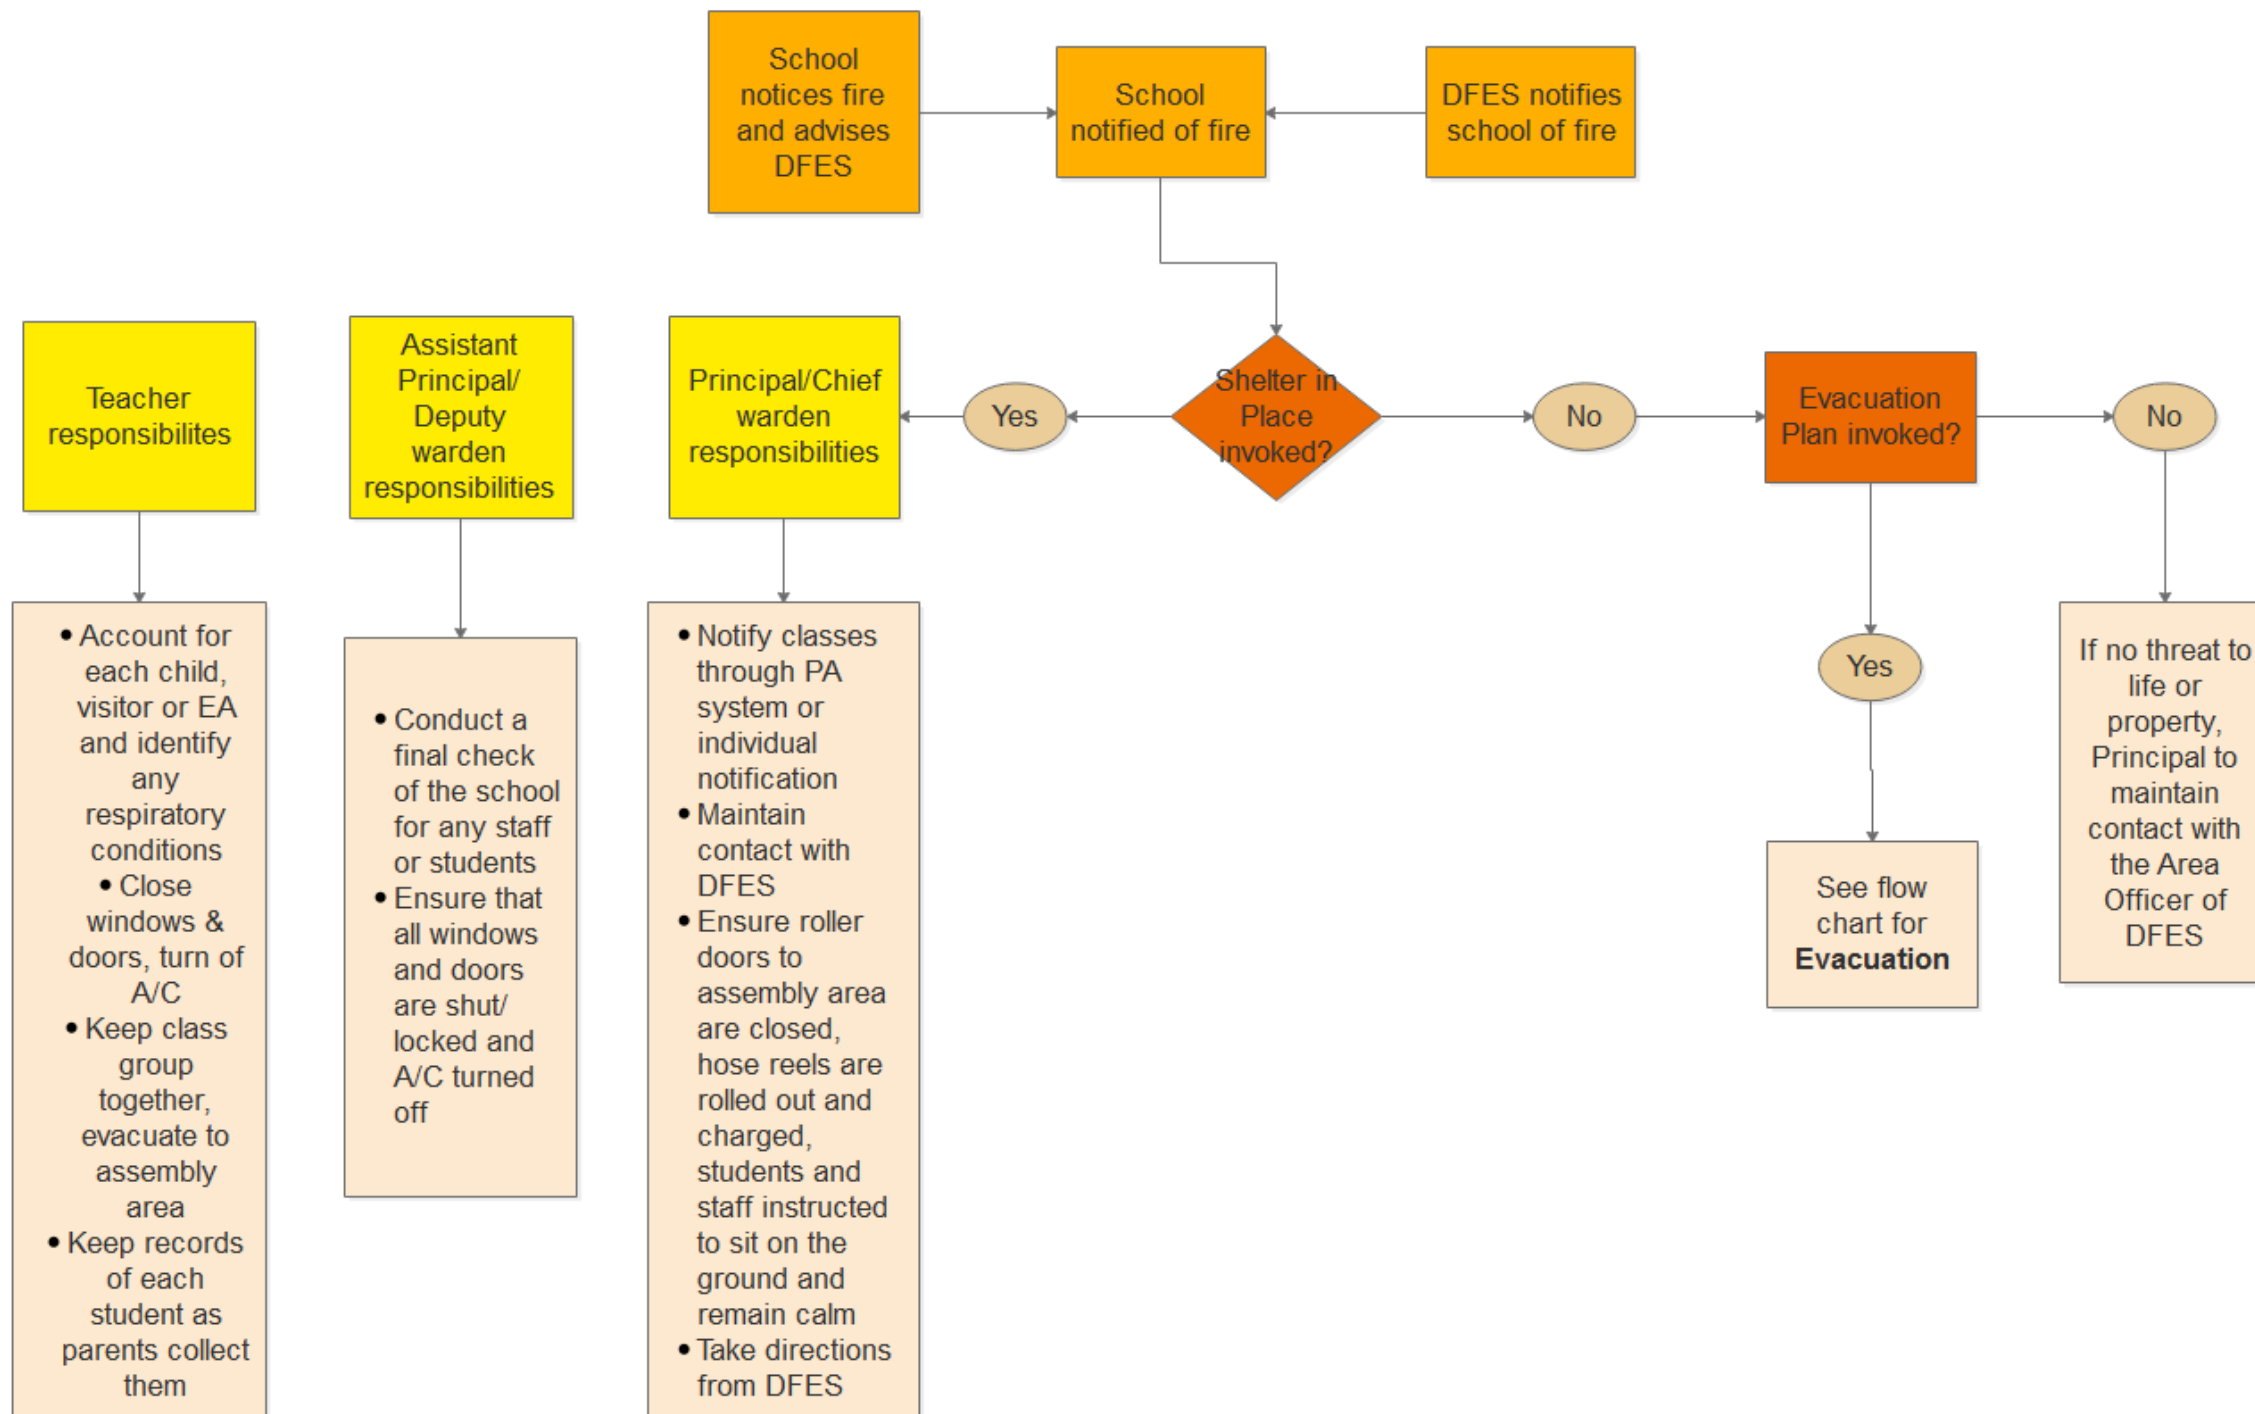 School
notices fire
and advises
DFES
School
notified of fire
DFES notifies
school of fire
Teacher
responsibilites
Assistant
Principal/
Deputy
warden
responsibilities
Principal/Chief
warden
responsibilities
Yes
Shelter in
Place
invoked?
No
Evacuation
Plan invoked?
No
• Account for
each child,
visitor or EA
and identify
any
respiratory
conditions
• Close
windows &
doors, turn of
A/C
• Keep class
group
together,
evacuate to
assembly
area
• Keep records
of each
student as
parents collect
them
• Conduct a
final check
of the school
for any staff
or students
• Ensure that
all windows
and doors
are shut/
locked and
A/C turned
off
• Notify classes
through PA
system or
individual
notification
• Maintain
contact with
DFES
• Ensure roller
doors to
assembly area
are closed,
hose reels are
rolled out and
charged,
students and
staff instructed
to sit on the
ground and
remain calm
• Take directions
from DFES
Yes
See flow
chart for
Evacuation
If no threat to
life or
property,
Principal to
maintain
contact with
the Area
Officer of
DFES